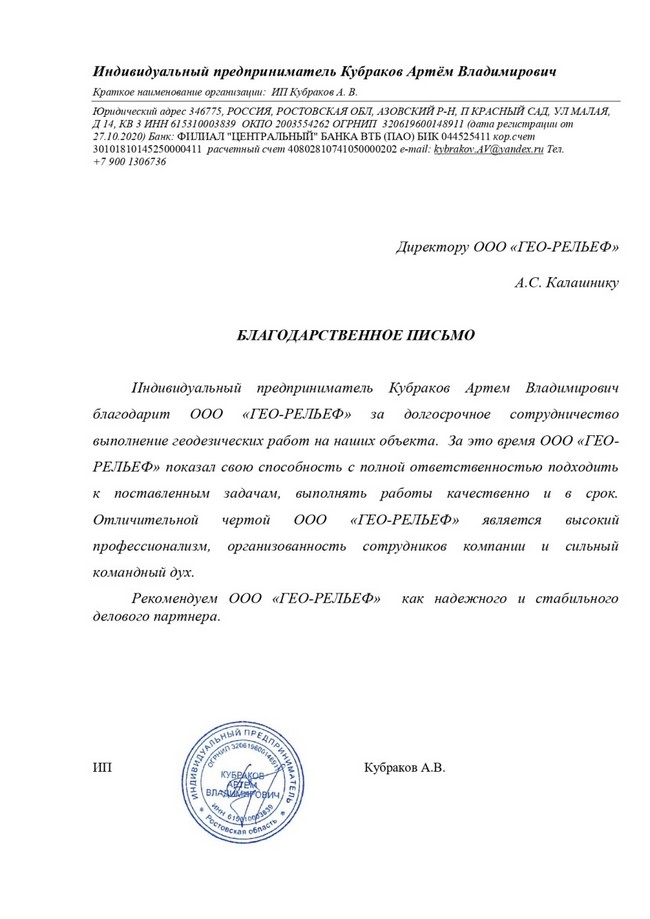 Индивидуальный предприниматель Кубраков Артём Владимирович
Краткое наименование организации: ИП Кубраков А. В.
Юридический адрес 346775, РОССИЯ, РОСТОВСКАЯ ОБЛ, АЗОВСКИЙ Р-Н, П КРАСНЫЙ САД, УЛ МАЛАЯ,
Д 14, КВ 3 ИНН 615310003839 ОКПО 2003554262 ОГРНИП 320619600148911 (дата регистрации от
27.10.2020) Банк: ФИЛИАЛ "ЦЕНТРАЛЬНЫЙ" БАНКА ВТБ (ПАО) БИК 044525411 кор.счет
30101810145250000411 расчетный счет 40802810741050000202 e-mail: kybrakov.AV@yandex.ru Тел.
+7 900 1306736
Директору ООО «ГЕО-РЕЛЬЕФ»
А.С. Калашнику
БЛАГОДАРСТВЕННОЕ ПИСЬМО
Индивидуальный предприниматель Кубраков Артем Владимирович
благодарит ООО «ГЕО-РЕЛЬЕФ» за долгосрочное сотрудничество
выполнение геодезических работ на наших объекта. За это время ООО «ГЕО-
РЕЛЬЕФ» показал свою способность с полной ответственностью подходить
к поставленным задачам, выполнять работы качественно и в срок.
Отличительной чертой ООО «ГЕО-РЕЛЬЕФ» является высокий
профессионализм, организованность сотрудников компании и сильный
командный дух.
Рекомендуем ООО «ГЕО-РЕЛЬЕФ» как надежного и стабильного
делового партнера.
ИП
ИНДИВИДУАЛЬНЫЙ ПРЕДПРИНИМАТЕЛЬ
ОГРНИП 320619600148911
КУБРАКОВ
АРТЕМ
ВЛАДИМИРОВИЧ
ИНН 615310003839
Ростовская область
Кубраков А.В.